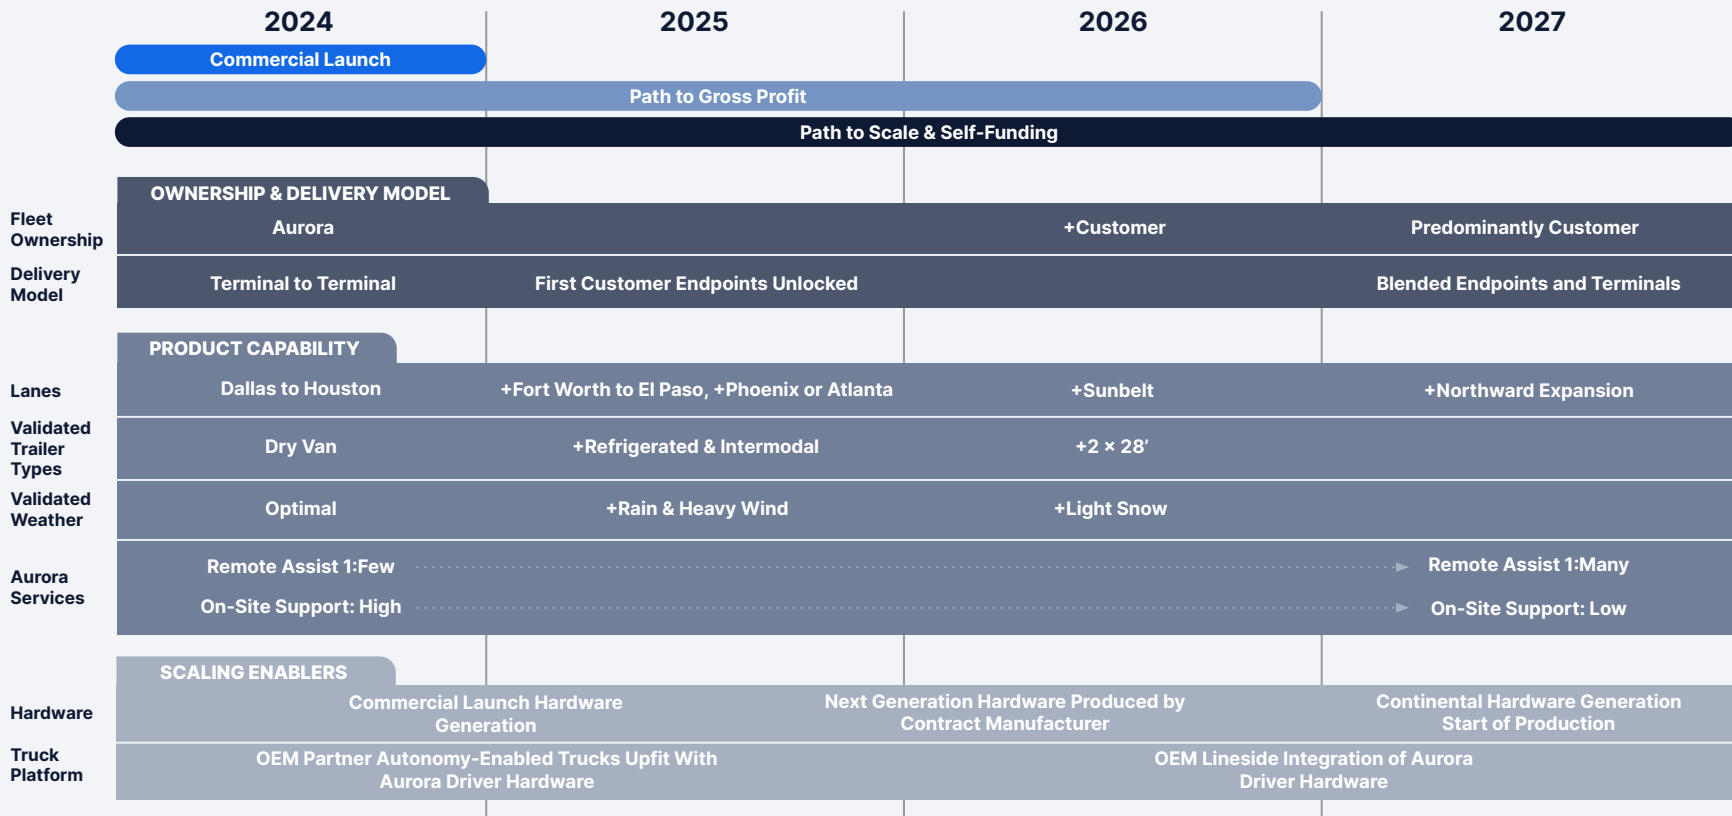 2024
2025
2026
2027
Commercial Launch
Path to Gross Profit
Path to Scale & Self-Funding
OWNERSHIP & DELIVERY MODEL
Fleet
Ownership
Aurora
+Customer
Predominantly Customer
Delivery
Model
Terminal to Terminal
First Customer Endpoints Unlocked
Blended Endpoints and Terminals
PRODUCT CAPABILITY
Lanes
Dallas to Houston
+Fort Worth to El Paso, +Phoenix or Atlanta
+Sunbelt
+Northward Expansion
Validated
Trailer
Types
Dry Van
+Refrigerated & Intermodal
+2 × 28’
Validated
Weather
Optimal
+Rain & Heavy Wind
+Light Snow
Aurora
Services
Remote Assist 1:Few
Remote Assist 1:Many
On-Site Support: High
On-Site Support: Low
SCALING ENABLERS
Hardware
Commercial Launch Hardware
Generation
Next Generation Hardware Produced by
Contract Manufacturer
Continental Hardware Generation
Start of Production
Truck
Platform
OEM Partner Autonomy-Enabled Trucks Upfit With
Aurora Driver Hardware
OEM Lineside Integration of Aurora
Driver Hardware